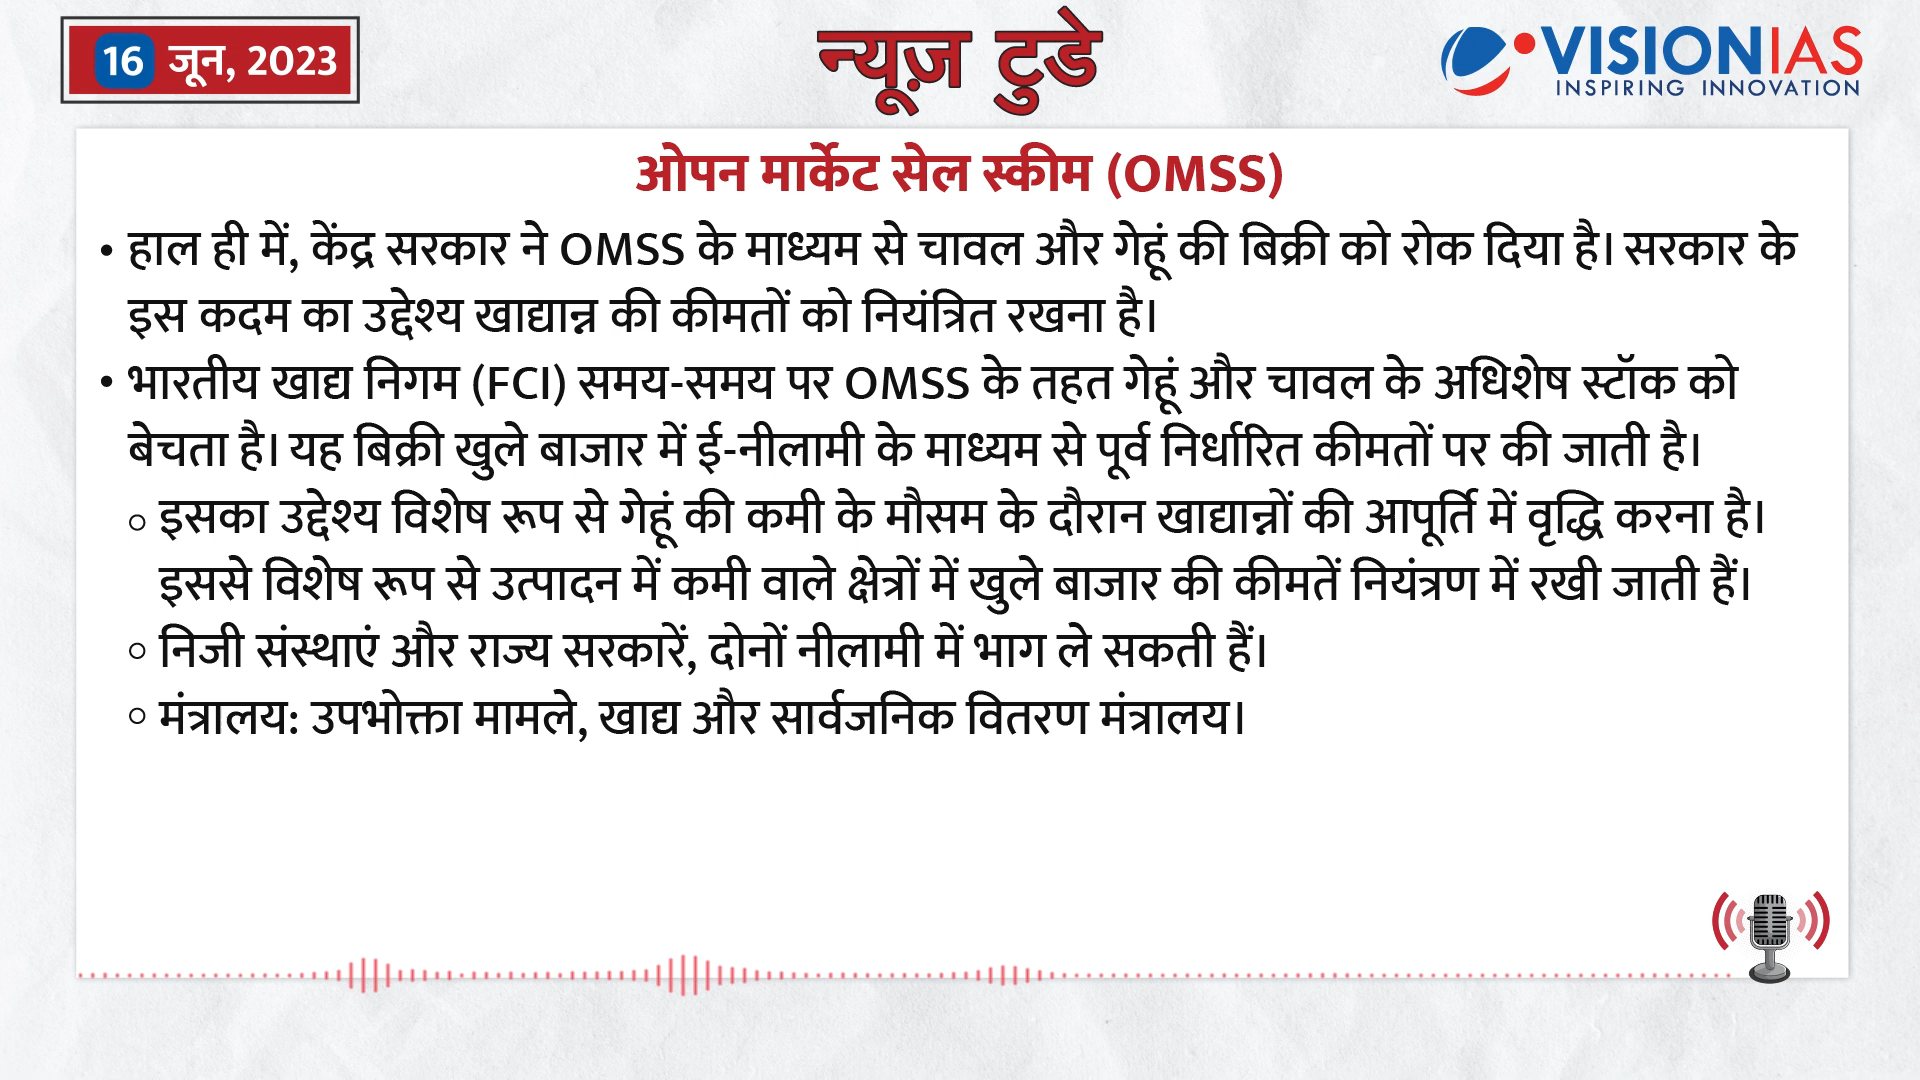 16 जून, 2023
न्यूज़ टुडे
VISIONIAS
INSPIRING INNOVATION
ओपन मार्केट सेल स्कीम (OMSS)
• हाल ही में, केंद्र सरकार ने OMSS के माध्यम से चावल और गेहूं की बिक्री को रोक दिया है। सरकार के
इस कदम का उद्देश्य खाद्यान्न की कीमतों को नियंत्रित रखना है।
• भारतीय खाद्य निगम (FCI) समय-समय पर OMSS के तहत गेहूं और चावल के अधिशेष स्टॉक को
बेचता है। यह बिक्री खुले बाजार में ई-नीलामी के माध्यम से पूर्व निर्धारित कीमतों पर की जाती है।
○ इसका उद्देश्य विशेष रूप से गेहूं की कमी के मौसम के दौरान खाद्यान्नों की आपूर्ति में वृद्धि करना है।
इससे विशेष रूप से उत्पादन में कमी वाले क्षेत्रों में खुले बाजार की कीमतें नियंत्रण में रखी जाती हैं।
○ निजी संस्थाएं और राज्य सरकारें, दोनों नीलामी में भाग ले सकती हैं।
○ मंत्रालय: उपभोक्ता मामले, खाद्य और सार्वजनिक वितरण मंत्रालय।